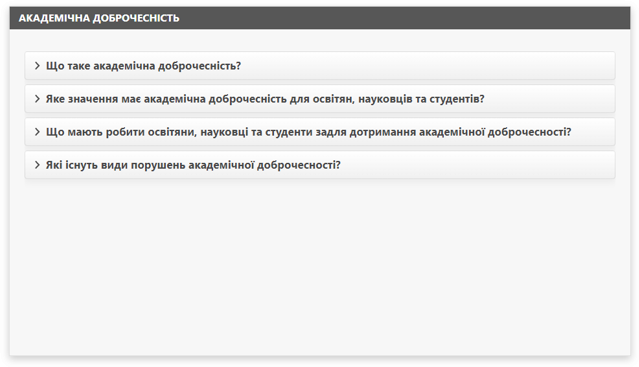 АКАДЕМІЧНА ДОБРОЧЕСНІСТЬ
Що таке академічна доброчесність?
Яке значення має академічна доброчесність для освітян, науковців та студентів?
Що мають робити освітяни, науковці та студенти задля дотримання академічної доброчесності?
Які існуть види порушень академічної доброчесності?